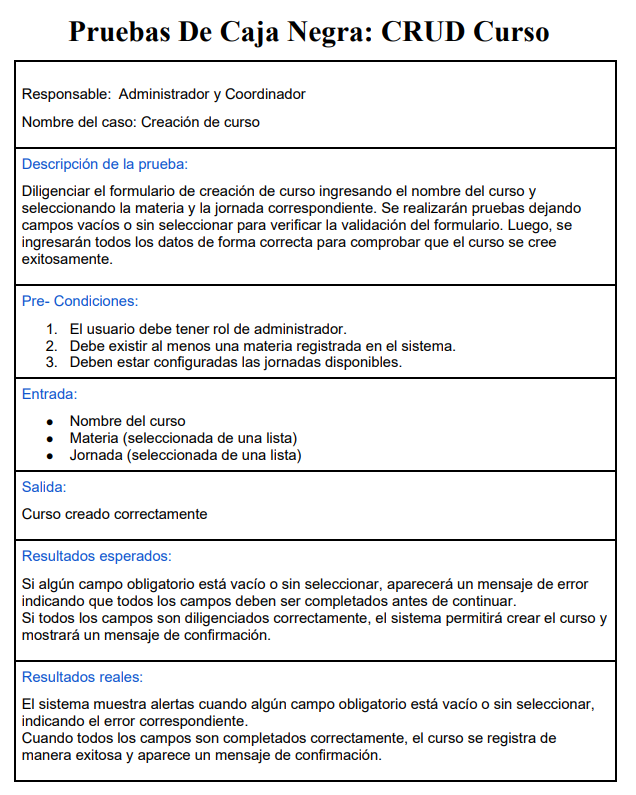 Pruebas De Caja Negra: CRUD Curso
Responsable: Administrador y Coordinador
Nombre del caso: Creación de curso
Descripción de la prueba:
Diligenciar el formulario de creación de curso ingresando el nombre del curso y
seleccionando la materia y la jornada correspondiente. Se realizarán pruebas dejando
campos vacíos o sin seleccionar para verificar la validación del formulario. Luego, se
ingresarán todos los datos de forma correcta para comprobar que el curso se cree
exitosamente.
Pre- Condiciones:
1. El usuario debe tener rol de administrador.
2. Debe existir al menos una materia registrada en el sistema.
3. Deben estar configuradas las jornadas disponibles.
Entrada:
● Nombre del curso
● Materia (seleccionada de una lista)
● Jornada (seleccionada de una lista)
Salida:
Curso creado correctamente
Resultados esperados:
Si algún campo obligatorio está vacío o sin seleccionar, aparecerá un mensaje de error
indicando que todos los campos deben ser completados antes de continuar.
Si todos los campos son diligenciados correctamente, el sistema permitirá crear el curso y
mostrará un mensaje de confirmación.
Resultados reales:
El sistema muestra alertas cuando algún campo obligatorio está vacío o sin seleccionar,
indicando el error correspondiente.
Cuando todos los campos son completados correctamente, el curso se registra de
manera exitosa y aparece un mensaje de confirmación.